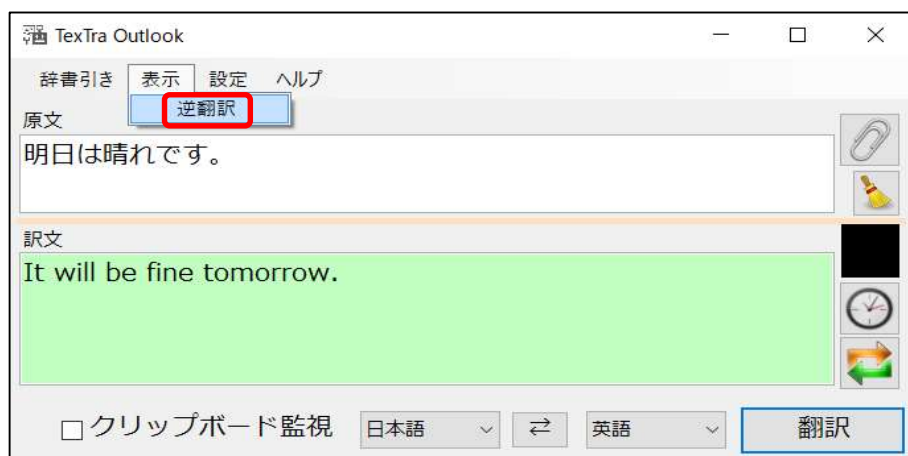 TexTra Outlook
辞書引き 表示 設定 ヘルプ
逆翻訳
原文
明日は晴れです。
訳文
It will be fine tomorrow.
クリップボード監視 日本語 ⇄ 英語 翻訳